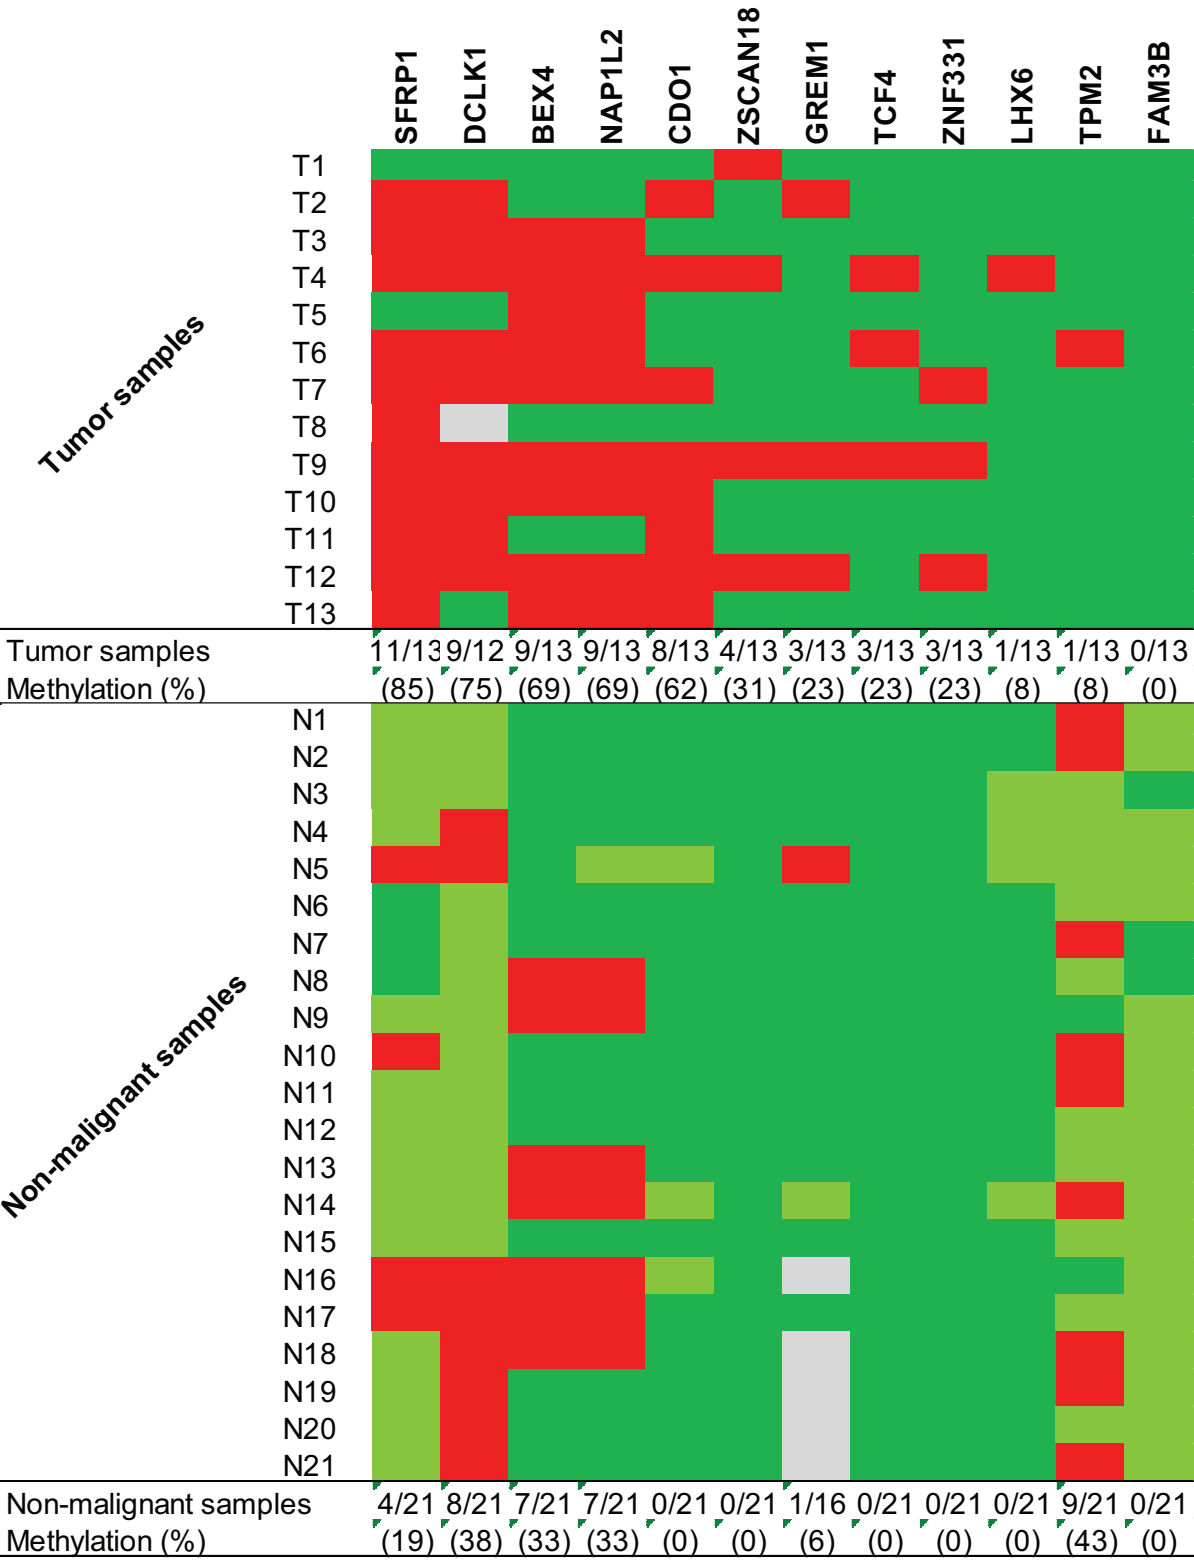 SFRP1 DCLK1 BEX4 NAP1L2 CDO1 ZSCAN18 GREM1 TCF4 ZNF331 LHX6 TPM2 FAM3B
Tumor samples
T1
T2
T3
T4
T5
T6
T7
T8
T9
T10
T11
T12
T13
Tumor samples 11/13 9/12 9/13 9/13 8/13 4/13 3/13 3/13 3/13 1/13 1/13 0/13
Methylation (%) (85) (75) (69) (69) (62) (31) (23) (23) (23) (8) (8) (0)
Non-malignant samples
N1
N2
N3
N4
N5
N6
N7
N8
N9
N10
N11
N12
N13
N14
N15
N16
N17
N18
N19
N20
N21
Non-malignant samples 4/21 8/21 7/21 7/21 0/21 0/21 1/16 0/21 0/21 0/21 9/21 0/21
Methylation (%) (19) (38) (33) (33) (0) (0) (6) (0) (0) (0) (43) (0)